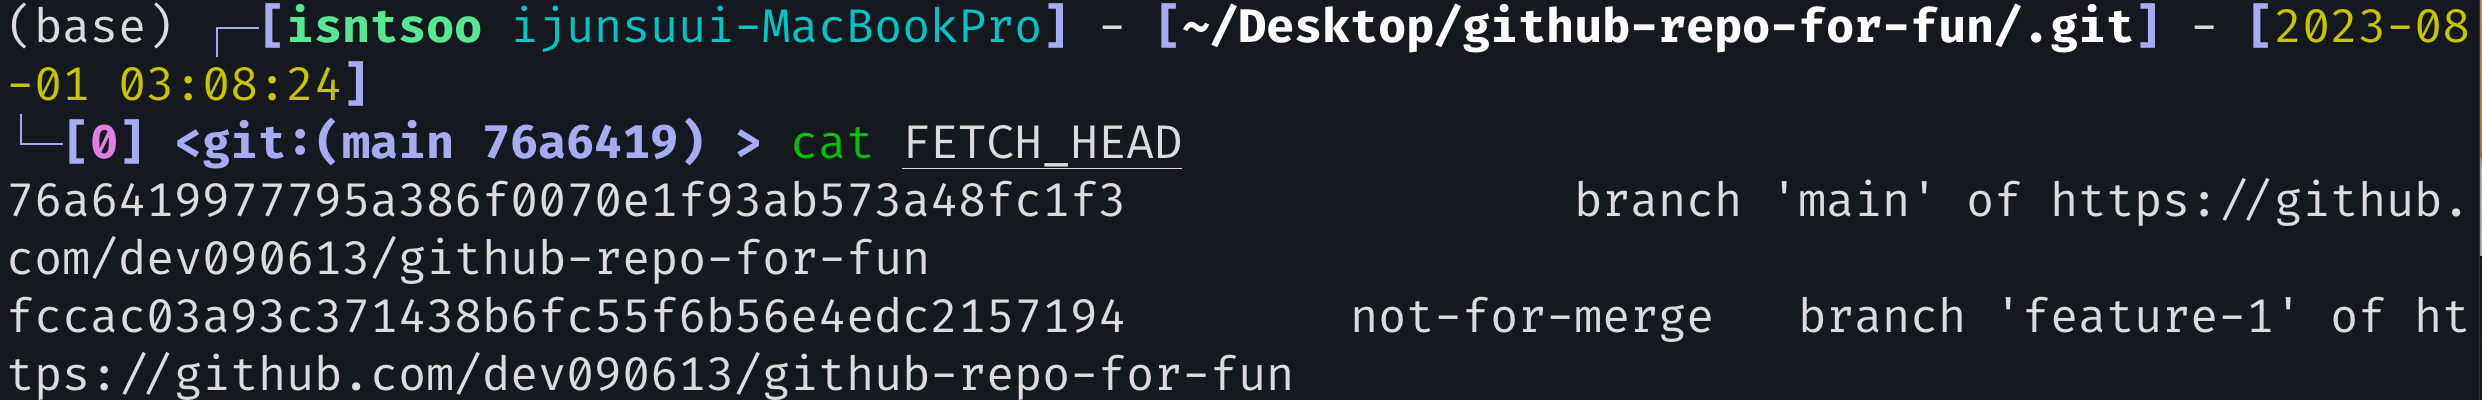 (base) ┌─[isntsoo ijunsuui-MacBookPro] - [~/Desktop/github-repo-for-fun/.git] - [2023-08
-01 03:08:24]
└─[0] <git:(main 76a6419) > cat FETCH_HEAD
76a6419977795a386f0070e1f93ab573a48fc1f3 branch 'main' of https://github.
com/dev090613/github-repo-for-fun
fccac03a93c371438b6fc55f6b56e4edc2157194 not-for-merge branch 'feature-1' of ht
tps://github.com/dev090613/github-repo-for-fun